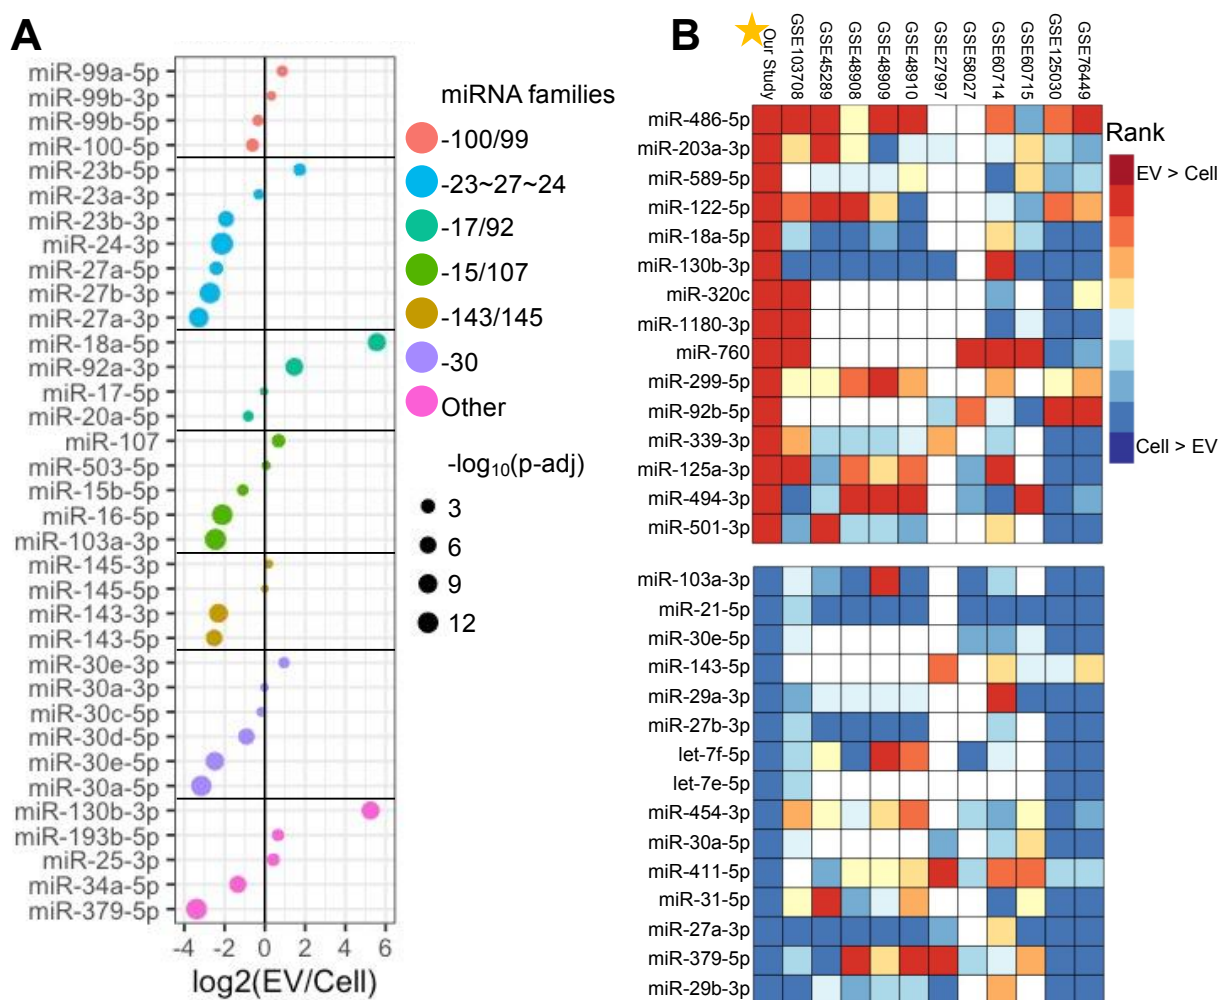 A
miR-99a-5p
miR-99b-3p
miR-99b-5p
miR-100-5p
miR-23b-5p
miR-23a-3p
miR-23b-3p
miR-24-3p
miR-27a-5p
miR-27b-3p
miR-27a-3p
miR-18a-5p
miR-92a-3p
miR-17-5p
miR-20a-5p
miR-107
miR-503-5p
miR-15b-5p
miR-16-5p
miR-103a-3p
miR-145-3p
miR-145-5p
miR-143-3p
miR-143-5p
miR-30e-3p
miR-30a-3p
miR-30c-5p
miR-30d-5p
miR-30e-5p
miR-30a-5p
miR-130b-3p
miR-193b-5p
miR-25-3p
miR-34a-5p
miR-379-5p
-4 -2 0 2 4 6
log2(EV/Cell)
miRNA families
-100/99
-23~27~24
-17/92
-15/107
-143/145
-30
Other
-log10(p-adj)
3
6
9
12
B
Our Study
GSE103708
GSE45289
GSE48908
GSE48909
GSE48910
GSE27997
GSE58027
GSE60714
GSE60715
GSE125030
GSE76449
miR-486-5p
miR-203a-3p
miR-589-5p
miR-122-5p
miR-18a-5p
miR-130b-3p
miR-320c
miR-1180-3p
miR-760
miR-299-5p
miR-92b-5p
miR-339-3p
miR-125a-3p
miR-494-3p
miR-501-3p
miR-103a-3p
miR-21-5p
miR-30e-5p
miR-143-5p
miR-29a-3p
miR-27b-3p
let-7f-5p
let-7e-5p
miR-454-3p
miR-30a-5p
miR-411-5p
miR-31-5p
miR-27a-3p
miR-379-5p
miR-29b-3p
Rank
EV > Cell
Cell > EV